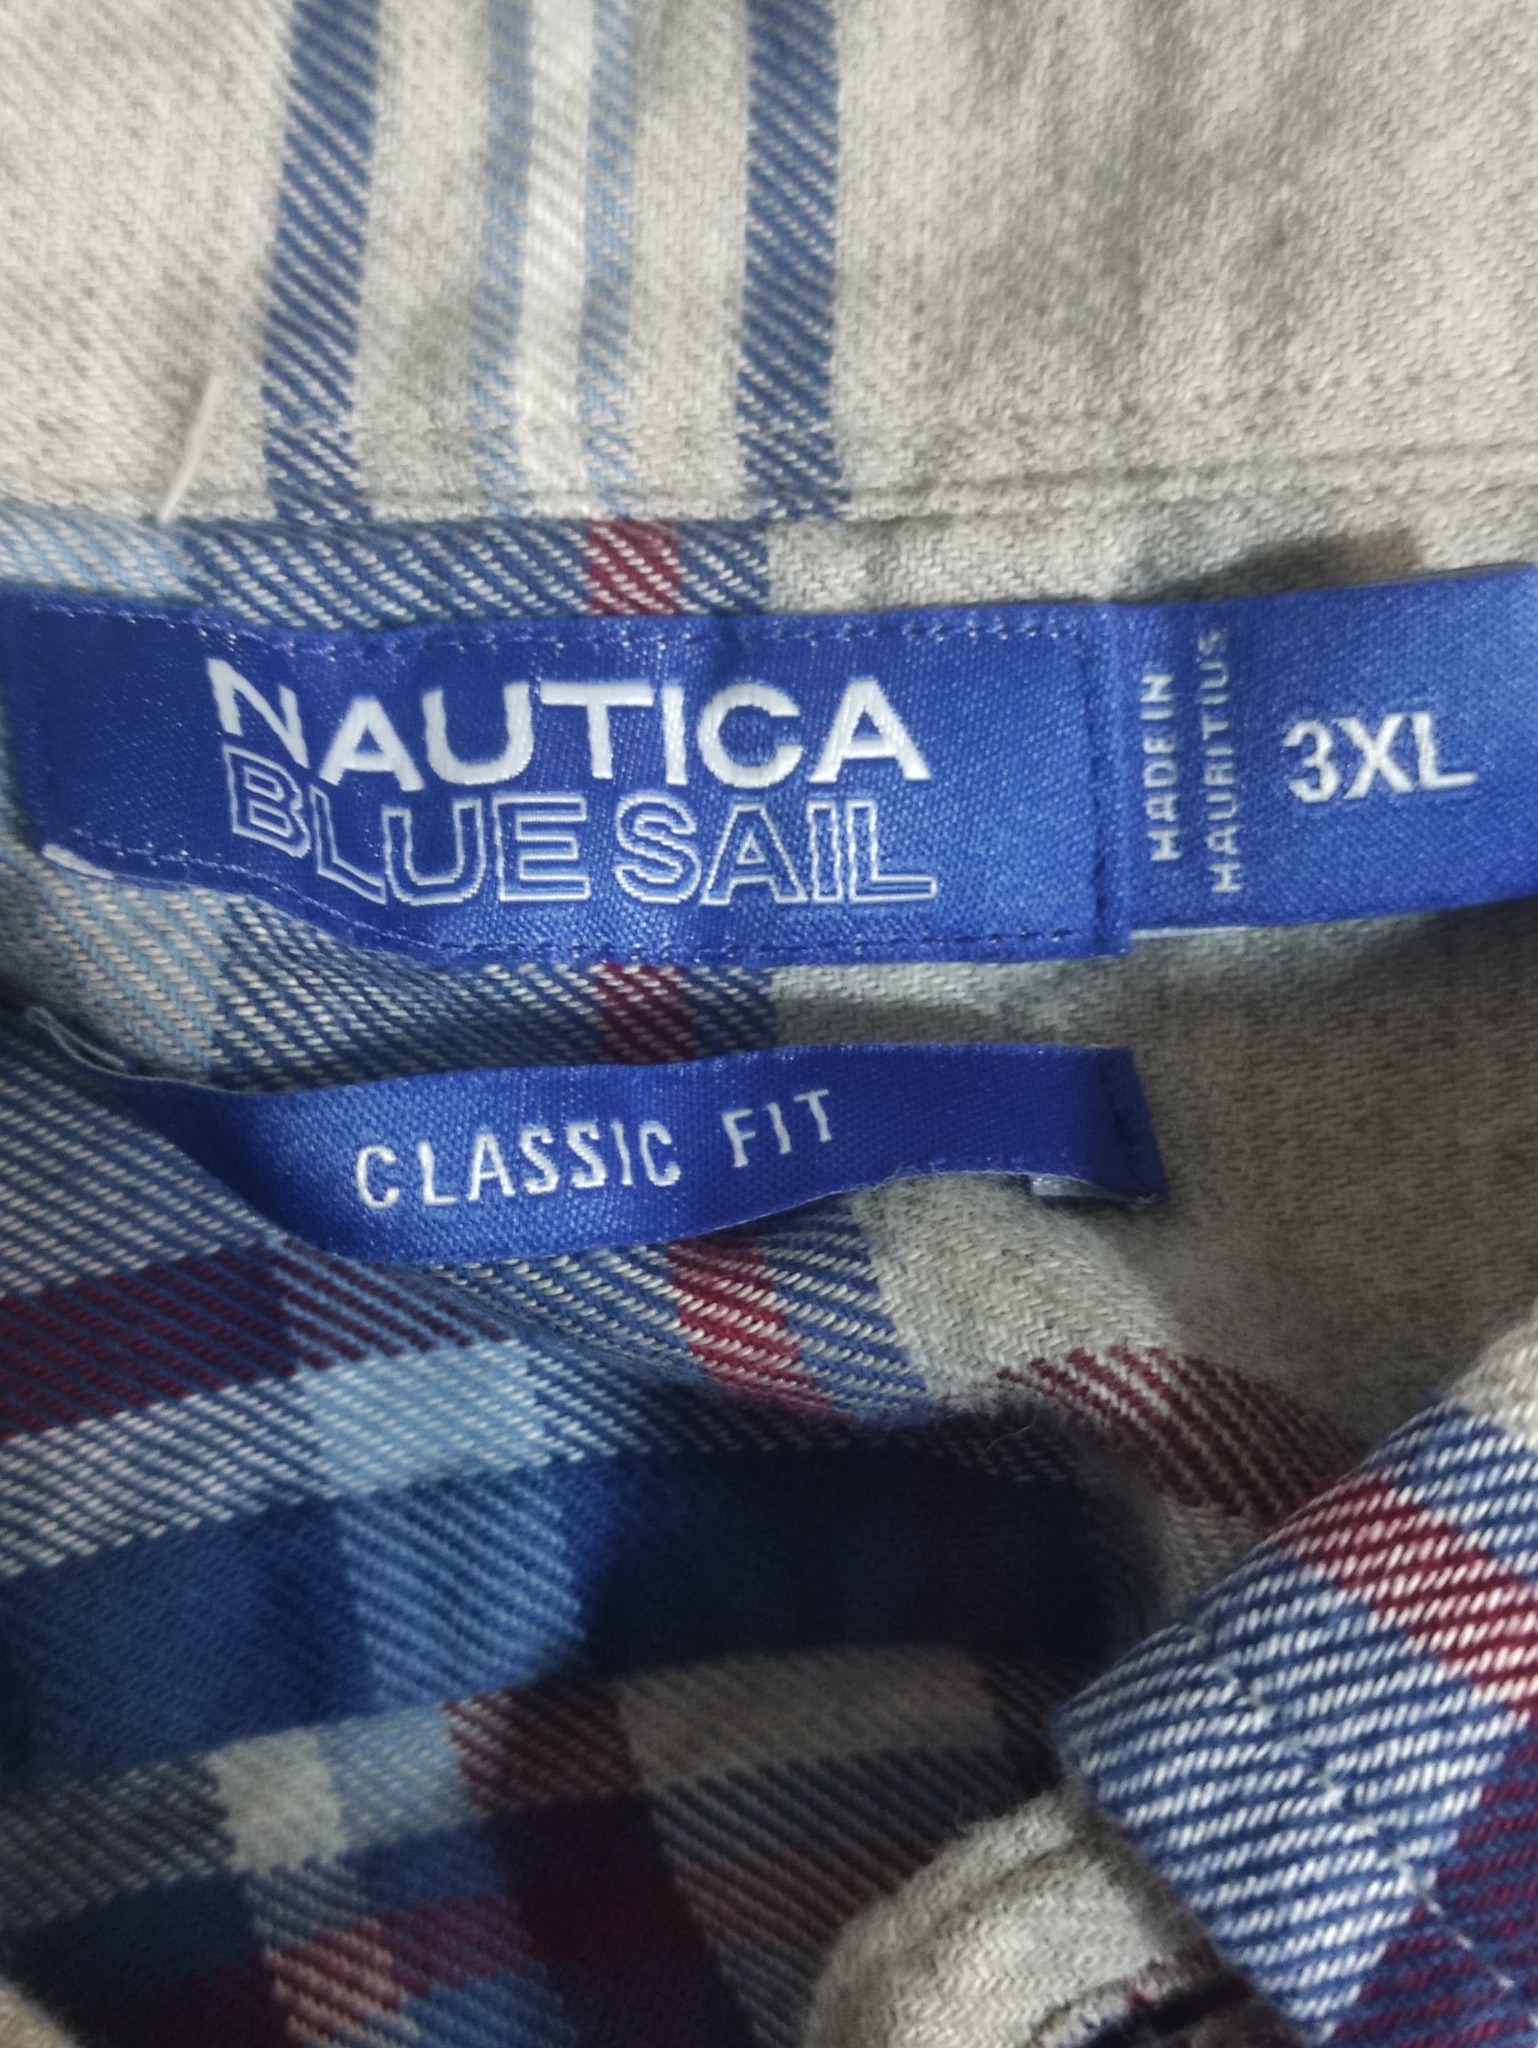 NAUTICA
BLUE SAIL
MADE IN
MAURITIUS
3XL
CLASSIC FIT